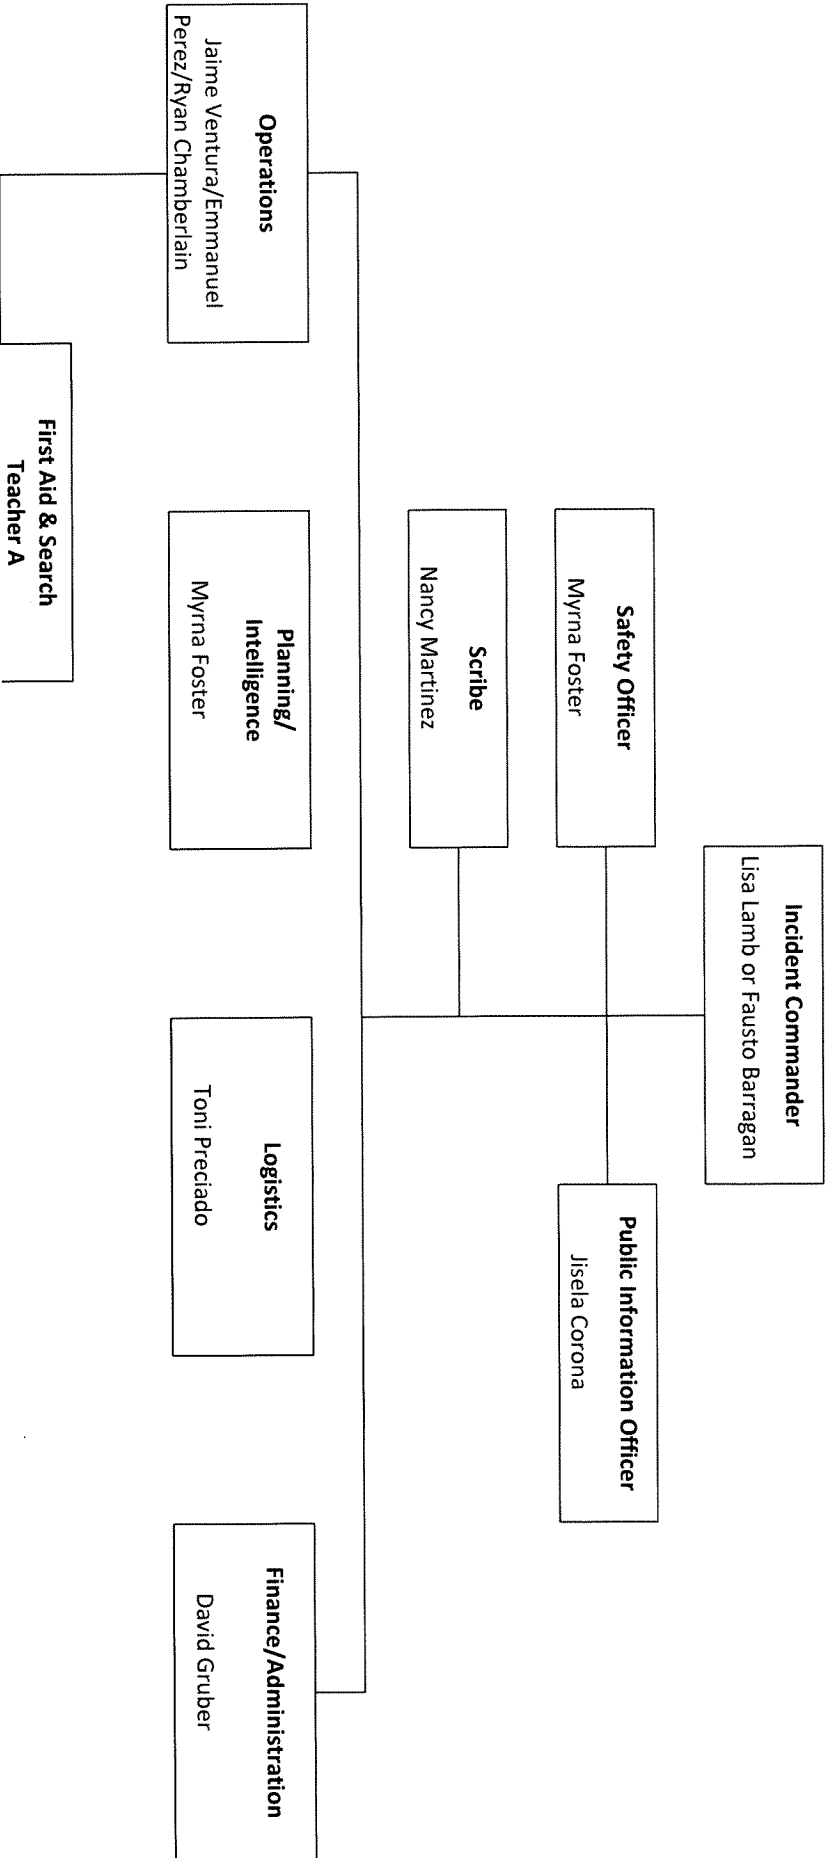 Incident Commander
Lisa Lamb or Fausto Barragan
Safety Officer
Myrna Foster
Public Information Officer
Jisela Corona
Scribe
Nancy Martinez
Operations
Jaime Ventura/Emmanuel
Perez/Ryan Chamberlain
Planning/
Intelligence
Myrna Foster
Logistics
Toni Preciado
Finance/Administration
David Gruber
First Aid & Search
Teacher A